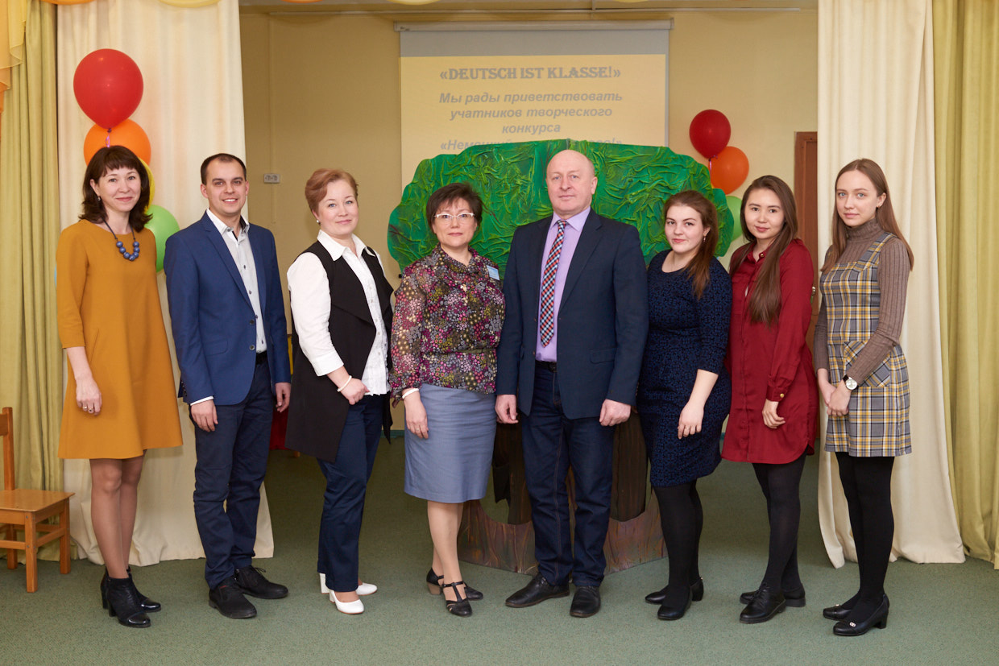 «DEUTSCH IST KLASSE!»
Мы рады приветствовать
учатников творческого
конкурса